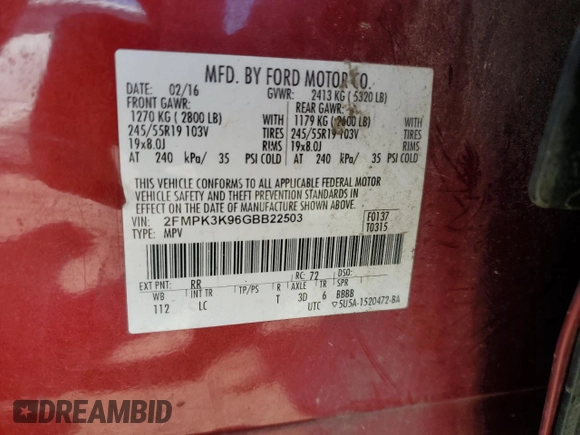 MFD. BY FORD MOTOR CO.
DATE: 02/16 GVWR: 2413 KG ( 5320 LB)
FRONT GAWR: REAR GAWR:
1270 KG ( 2800 LB) WITH 1179 KG ( 2600 LB) WITH
245/55R19 103V TIRES 245/55R19 103V TIRES
19x8.0J RIMS 19x8.0J RIMS
AT 240 kPa/ 35 PSI COLD AT 240 kPa/ 35 PSI COLD
THIS VEHICLE CONFORMS TO ALL APPLICABLE FEDERAL MOTOR
VEHICLE SAFETY AND THEFT PREVENTION STANDARDS IN
EFFECT ON THE DATE OF MANUFACTURE SHOWN ABOVE.
VIN: 2FMPK3K96GBB22503 F0137
TYPE: MPV T0315
EXT PNT: RR RC: 72 DSO:
WB INT TR TP/PS R AXLE TR SPR
112 LC T 3D 6 BBBB
UTC ▽5U5A-1520472-BA
DREAMBID